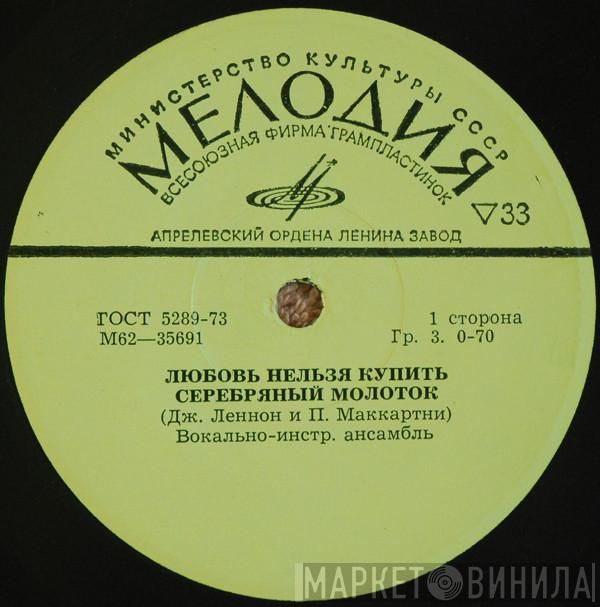 МИНИСТЕРСТВО КУЛЬТУРЫ СССР
МЕЛОДИЯ
ВСЕСОЮЗНАЯ ФИРМА ГРАМПЛАСТИНОК
▽33
АПРЕЛЕВСКИЙ ОРДЕНА ЛЕНИНА ЗАВОД
ГОСТ 5289-73
1 сторона
М62—35691
Гр. 3. 0-70
ЛЮБОВЬ НЕЛЬЗЯ КУПИТЬ
СЕРЕБРЯНЫЙ МОЛОТОК
(Дж. Леннон и П. Маккартни)
Вокально-инстр. ансамбль
МАРКЕТ ВИНИЛА